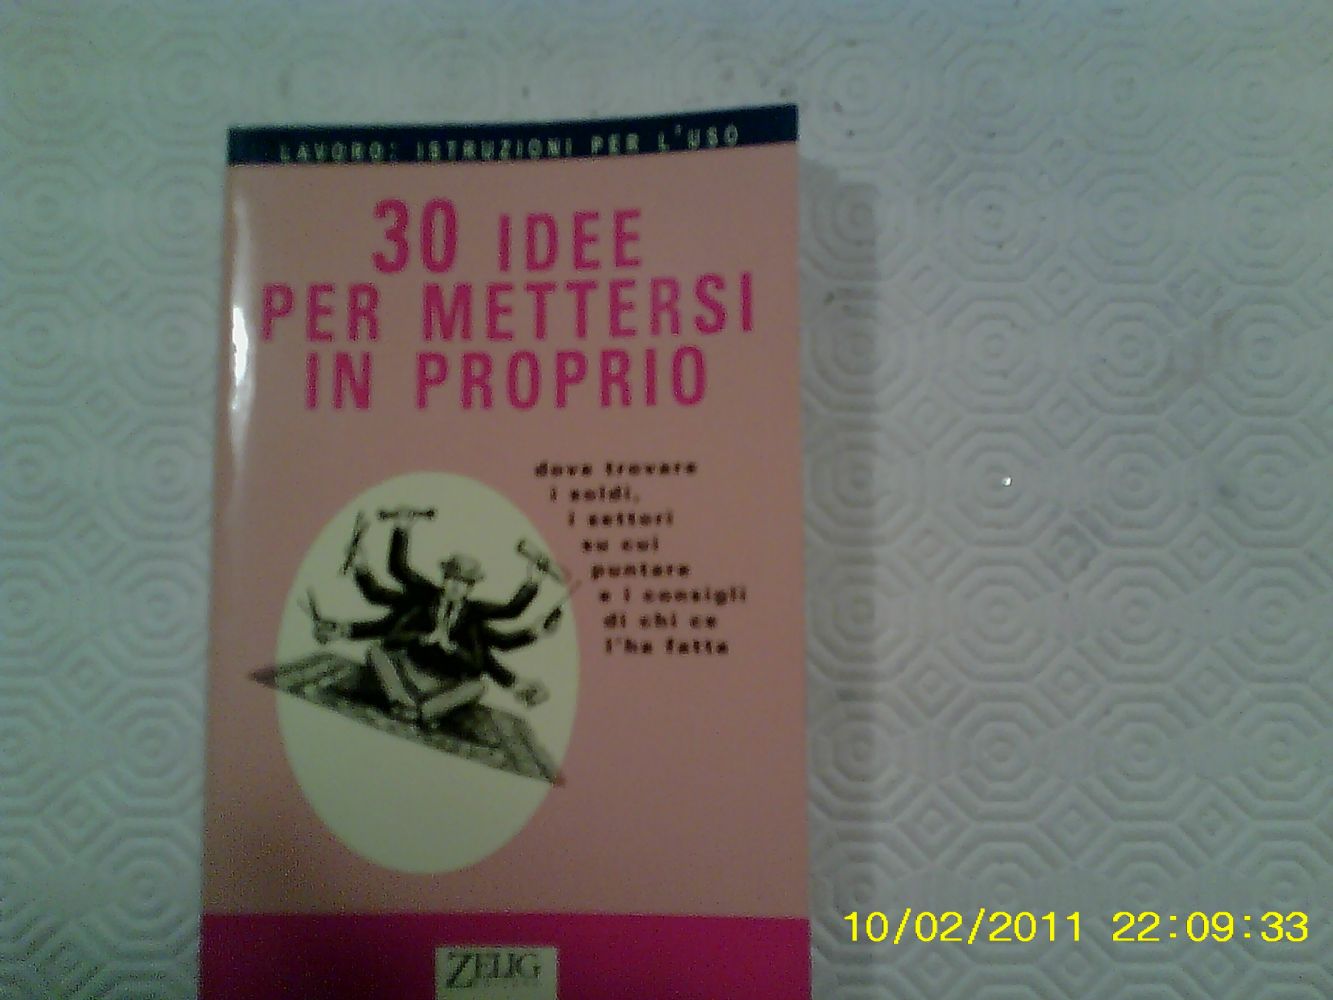 LAVORO: ISTRUZIONI PER L'USO
30 IDEE
PER METTERSI
IN PROPRIO
dove trovare
i soldi,
i settori
su cui
puntare
e i consigli
di chi ce
l'ha fatta
ZELIG
10/02/2011 22:09:33